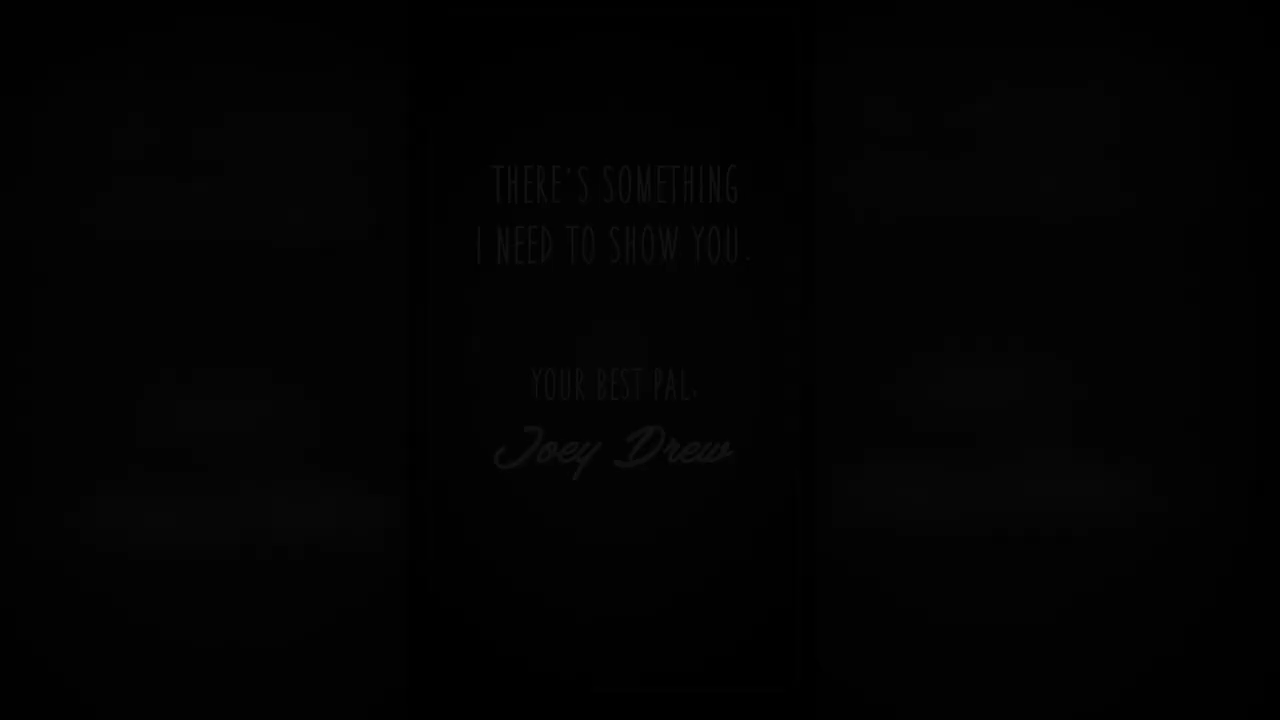 THERE'S SOMETHING
I NEED TO SHOW YOU.
YOUR BEST PAL,
Joey Drew